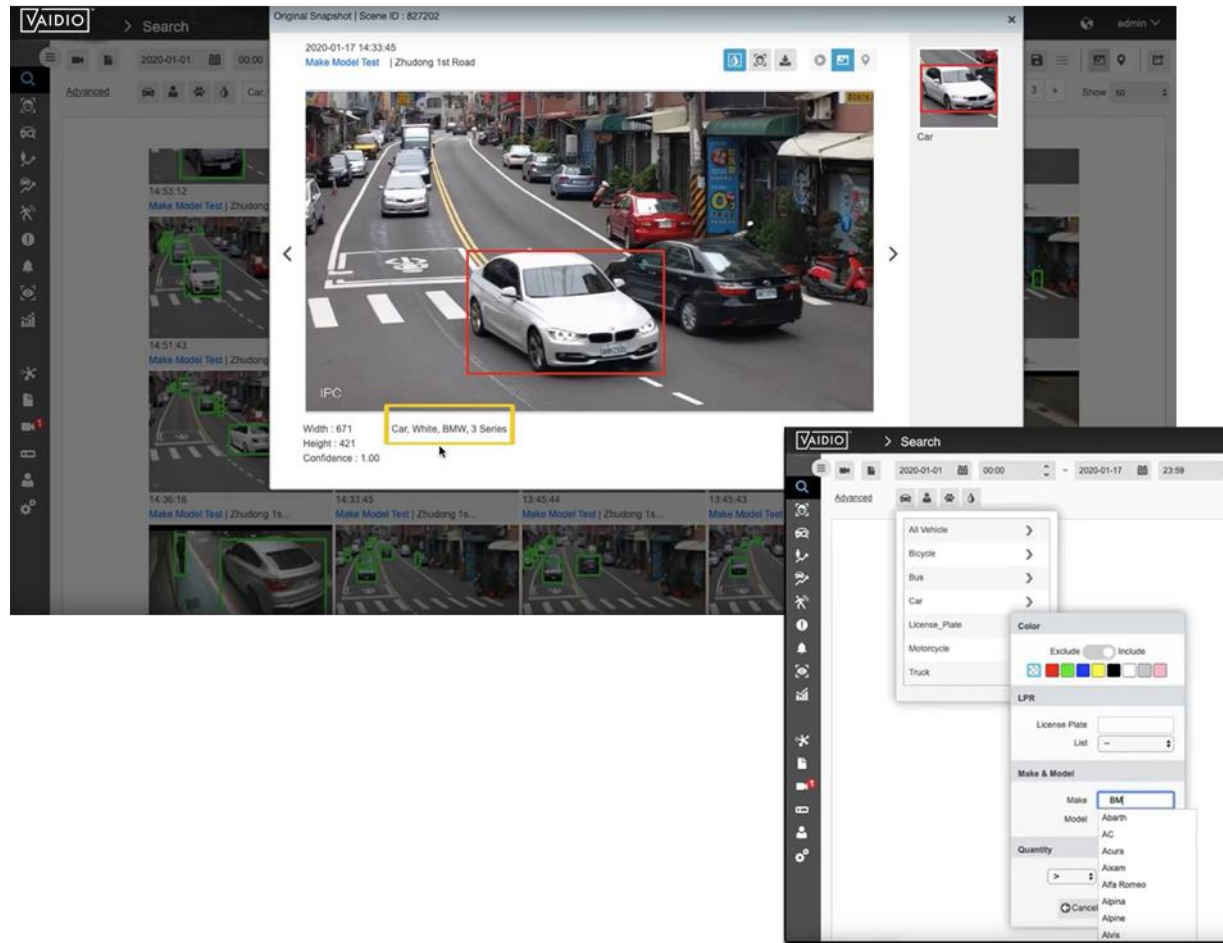 VAIDIO > Search
Original Snapshot | Scene ID : 827202
×
admin
2020-01-01 00:00
2020-01-17 14:33:45
Make Model Test | Zhudong 1st Road
Advanced
Car,
3
Show 50
Car
14:53:12
Make Model Test | Zhudong
14:51:43
Make Model Test | Zhudong
IPC
Width : 671
Height : 421
Confidence : 1.00
Car, White, BMW, 3 Series
1
14:36:16
Make Model Test | Zhudong 1s...
14:33:45
Make Model Test | Zhudong 1s...
13:45:44
Make Model Test | Zhudong 1s...
13:45:43
Make Model Test
VAIDIO > Search
2020-01-01 00:00 ~ 2020-01-17 23:59
Advanced
All Vehicle
Bicycle
Bus
Car
License_Plate
Motorcycle
Truck
Color
Exclude Include
LPR
License Plate
List --
Make & Model
Make BM
Model
Abarth
AC
Acura
Aixam
Alfa Romeo
Alpina
Alpine
Alvis
Quantity
>
Cancel
1